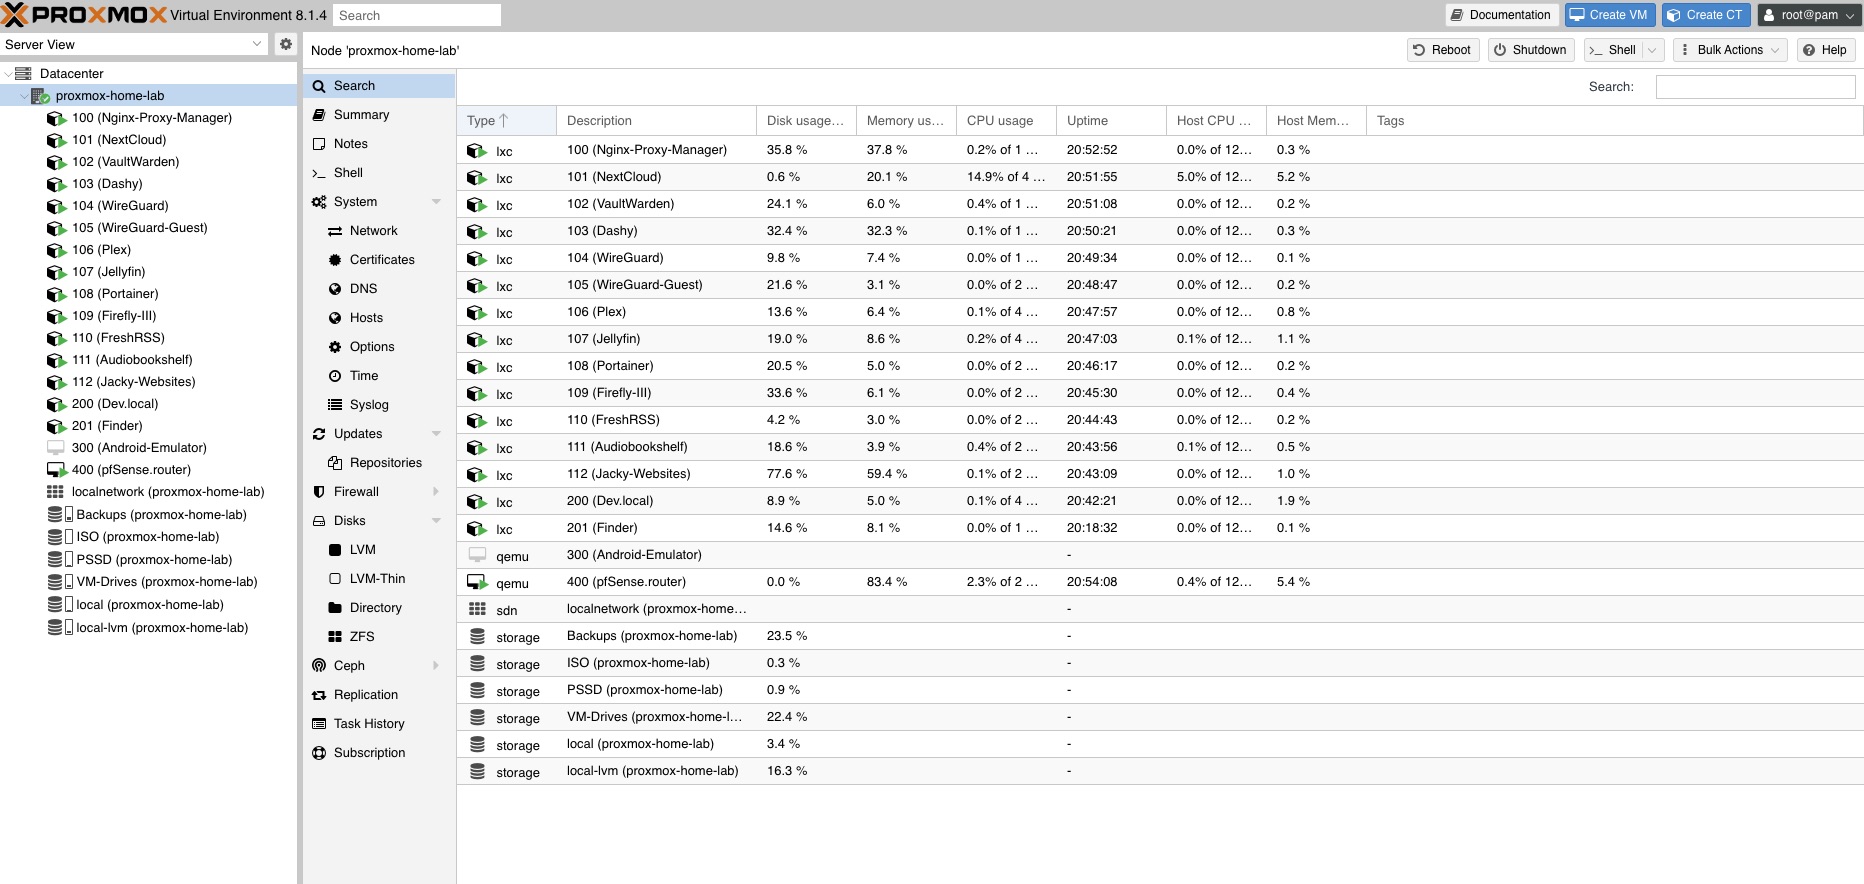 PROXMOX Virtual Environment 8.1.4 Search Documentation Create VM Create CT root@pam
Server View
Node 'proxmox-home-lab' Reboot Shutdown Shell Bulk Actions Help
Datacenter
proxmox-home-lab
100 (Nginx-Proxy-Manager)
101 (NextCloud)
102 (VaultWarden)
103 (Dashy)
104 (WireGuard)
105 (WireGuard-Guest)
106 (Plex)
107 (Jellyfin)
108 (Portainer)
109 (Firefly-III)
110 (FreshRSS)
111 (Audiobookshelf)
112 (Jacky-Websites)
200 (Dev.local)
201 (Finder)
300 (Android-Emulator)
400 (pfSense.router)
localnetwork (proxmox-home-lab)
Backups (proxmox-home-lab)
ISO (proxmox-home-lab)
PSSD (proxmox-home-lab)
VM-Drives (proxmox-home-lab)
local (proxmox-home-lab)
local-lvm (proxmox-home-lab)
Search
Summary
Notes
Shell
System
Network
Certificates
DNS
Hosts
Options
Time
Syslog
Updates
Repositories
Firewall
Disks
LVM
LVM-Thin
Directory
ZFS
Ceph
Replication
Task History
Subscription
Search:
Type Description Disk usage... Memory us... CPU usage Uptime Host CPU ... Host Mem... Tags
lxc 100 (Nginx-Proxy-Manager) 35.8 % 37.8 % 0.2% of 1 ... 20:52:52 0.0% of 12... 0.3 %
lxc 101 (NextCloud) 0.6 % 20.1 % 14.9% of 4 ... 20:51:55 5.0% of 12... 5.2 %
lxc 102 (VaultWarden) 24.1 % 6.0 % 0.4% of 1 ... 20:51:08 0.0% of 12... 0.2 %
lxc 103 (Dashy) 32.4 % 32.3 % 0.1% of 1 ... 20:50:21 0.0% of 12... 0.3 %
lxc 104 (WireGuard) 9.8 % 7.4 % 0.0% of 1 ... 20:49:34 0.0% of 12... 0.1 %
lxc 105 (WireGuard-Guest) 21.6 % 3.1 % 0.0% of 2 ... 20:48:47 0.0% of 12... 0.2 %
lxc 106 (Plex) 13.6 % 6.4 % 0.1% of 4 ... 20:47:57 0.0% of 12... 0.8 %
lxc 107 (Jellyfin) 19.0 % 8.6 % 0.2% of 4 ... 20:47:03 0.1% of 12... 1.1 %
lxc 108 (Portainer) 20.5 % 5.0 % 0.0% of 2 ... 20:46:17 0.0% of 12... 0.2 %
lxc 109 (Firefly-III) 33.6 % 6.1 % 0.0% of 2 ... 20:45:30 0.0% of 12... 0.4 %
lxc 110 (FreshRSS) 4.2 % 3.0 % 0.0% of 2 ... 20:44:43 0.0% of 12... 0.2 %
lxc 111 (Audiobookshelf) 18.6 % 3.9 % 0.4% of 2 ... 20:43:56 0.1% of 12... 0.5 %
lxc 112 (Jacky-Websites) 77.6 % 59.4 % 0.1% of 2 ... 20:43:09 0.0% of 12... 1.0 %
lxc 200 (Dev.local) 8.9 % 5.0 % 0.1% of 4 ... 20:42:21 0.0% of 12... 1.9 %
lxc 201 (Finder) 14.6 % 8.1 % 0.0% of 1 ... 20:18:32 0.0% of 12... 0.1 %
qemu 300 (Android-Emulator) -
qemu 400 (pfSense.router) 0.0 % 83.4 % 2.3% of 2 ... 20:54:08 0.4% of 12... 5.4 %
sdn localnetwork (proxmox-home... -
storage Backups (proxmox-home-lab) 23.5 % -
storage ISO (proxmox-home-lab) 0.3 % -
storage PSSD (proxmox-home-lab) 0.9 % -
storage VM-Drives (proxmox-home-l... 22.4 % -
storage local (proxmox-home-lab) 3.4 % -
storage local-lvm (proxmox-home-lab) 16.3 % -